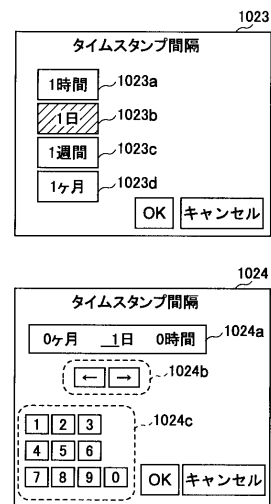 1023
タイムスタンプ間隔
1時間 1023a
1日 1023b
1週間 1023c
1ヶ月 1023d
OK キャンセル
1024
タイムスタンプ間隔
0ヶ月 1日 0時間 1024a
← → 1024b
1024c
1 2 3
4 5 6
7 8 9 0
OK キャンセル